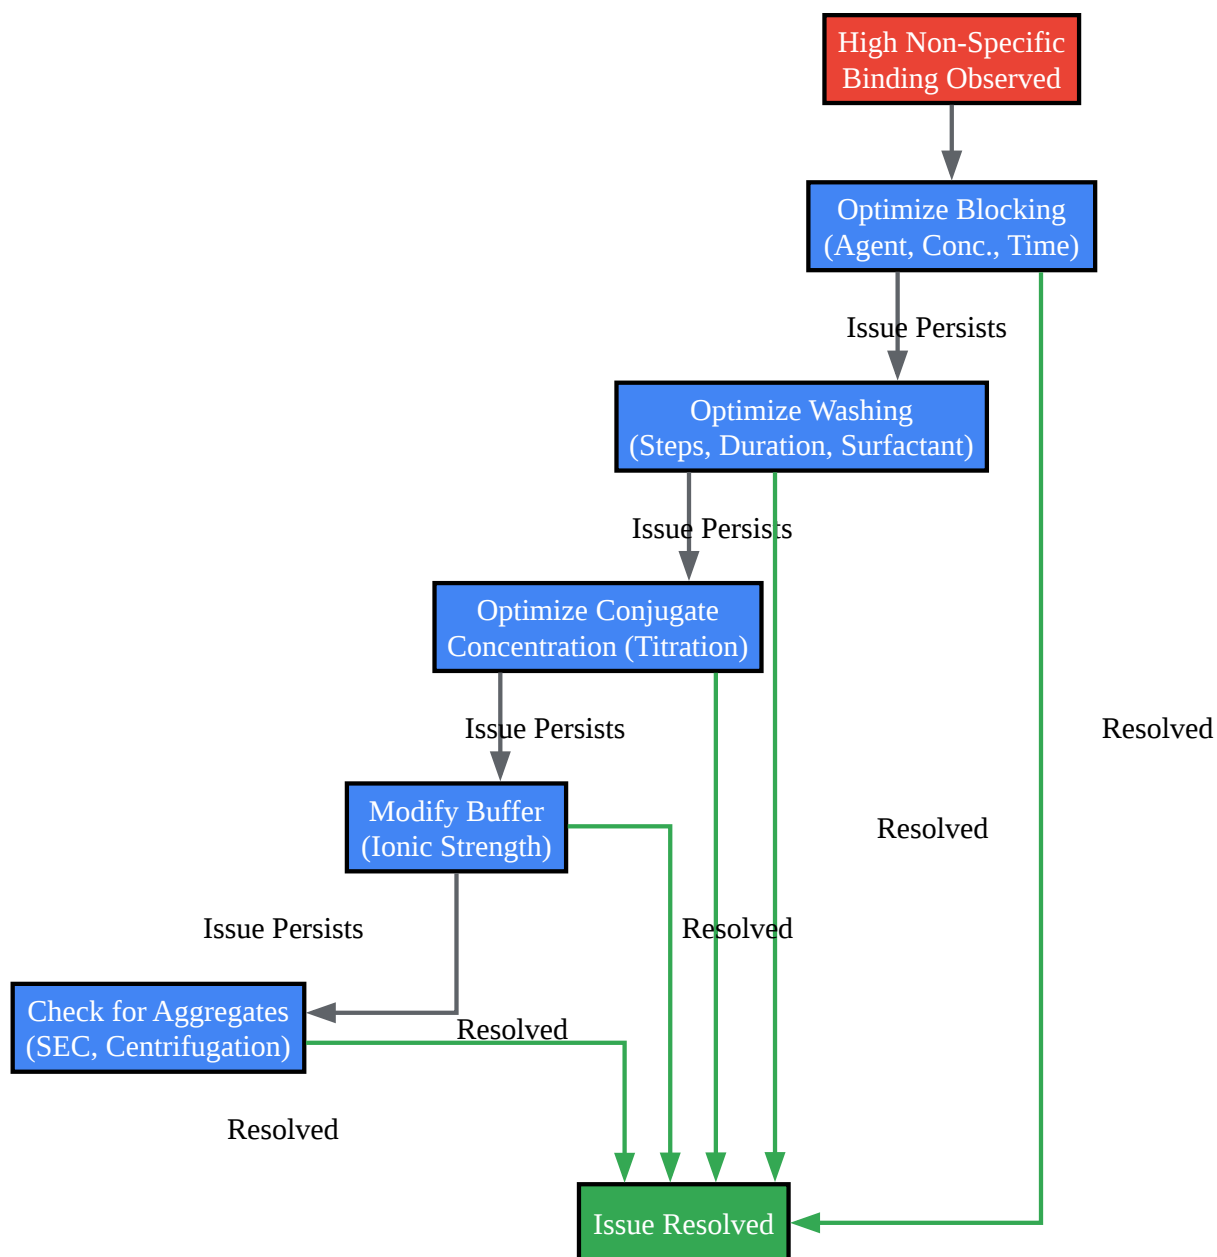 High Non-Specific
Binding Observed
Optimize Blocking
(Agent, Conc., Time)
Issue Persists
Optimize Washing
(Steps, Duration, Surfactant)
Issue Persists
Optimize Conjugate
Concentration (Titration)
Issue Persists
Resolved
Modify Buffer
(Ionic Strength)
Resolved
Issue Persists
Resolved
Check for Aggregates
(SEC, Centrifugation)
Resolved
Resolved
Issue Resolved